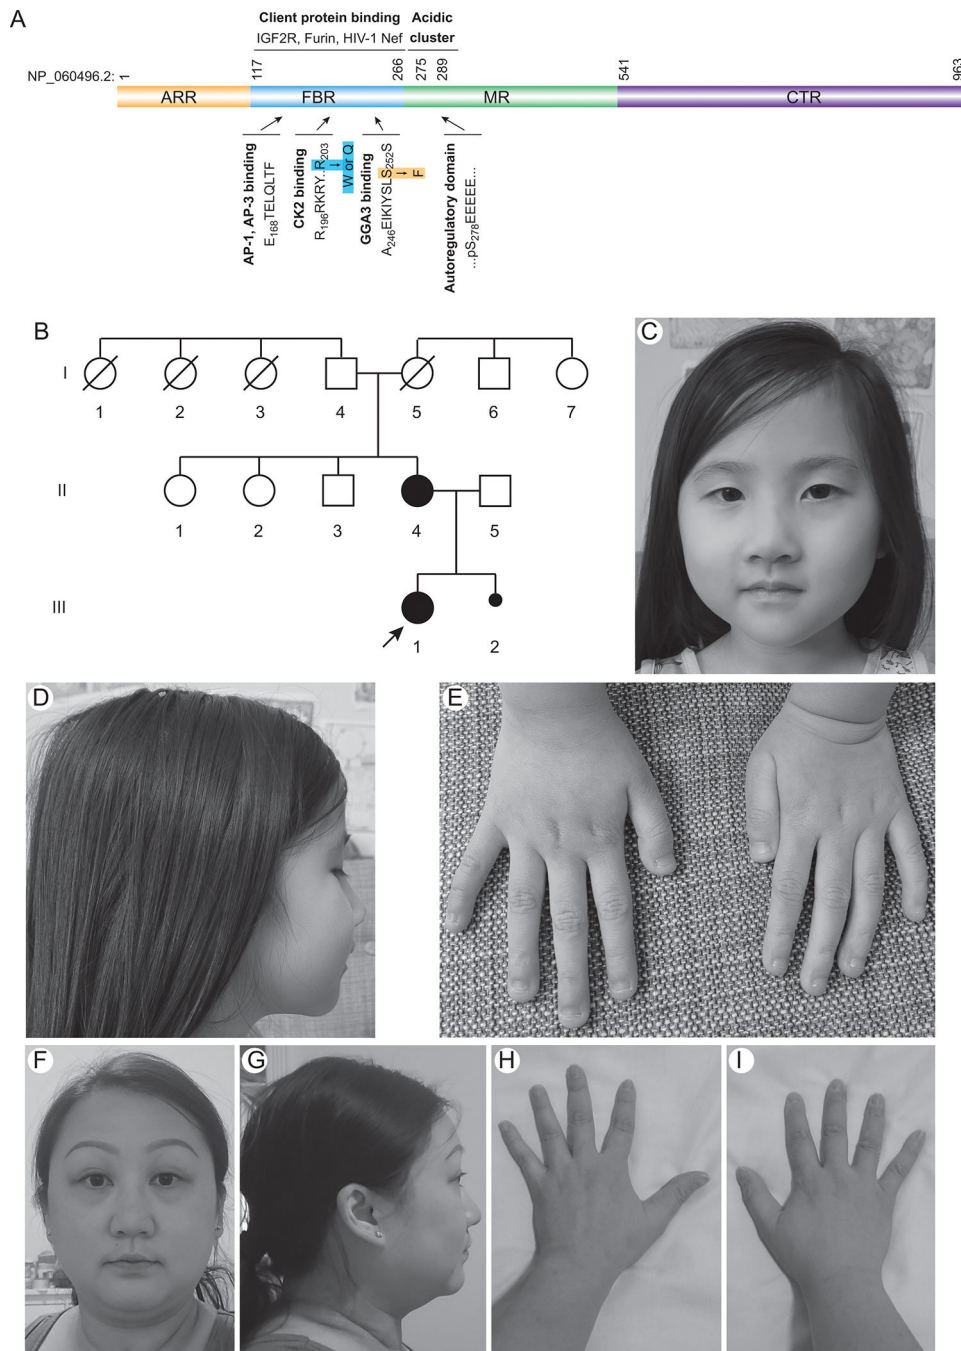 A
Client protein binding
IGF2R, Furin, HIV-1 Nef
Acidic
cluster
NP_060496.2:
1
117
266
275
289
541
963
ARR
FBR
MR
CTR
AP-1, AP-3 binding
E168TELQLTF
CK2 binding
R196RKRY..R203
→
W or Q
GGA3 binding
A246EIKIYSLS252S
→
F
Autoregulatory domain
...pS278EEEEE...
B
I
1 2 3 4 5 6 7
II
1 2 3 4 5
III
1 2
C
D
E
F
G
H
I